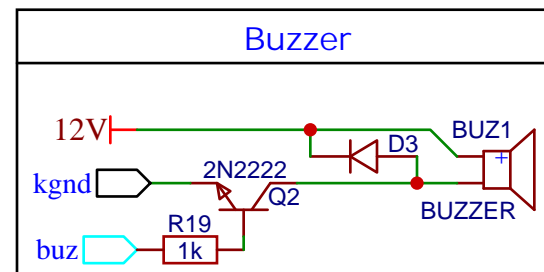 Buzzer
12V
D3
BUZ1
+
2N2222
kgnd
Q2
BUZZER
R19
buz
1k